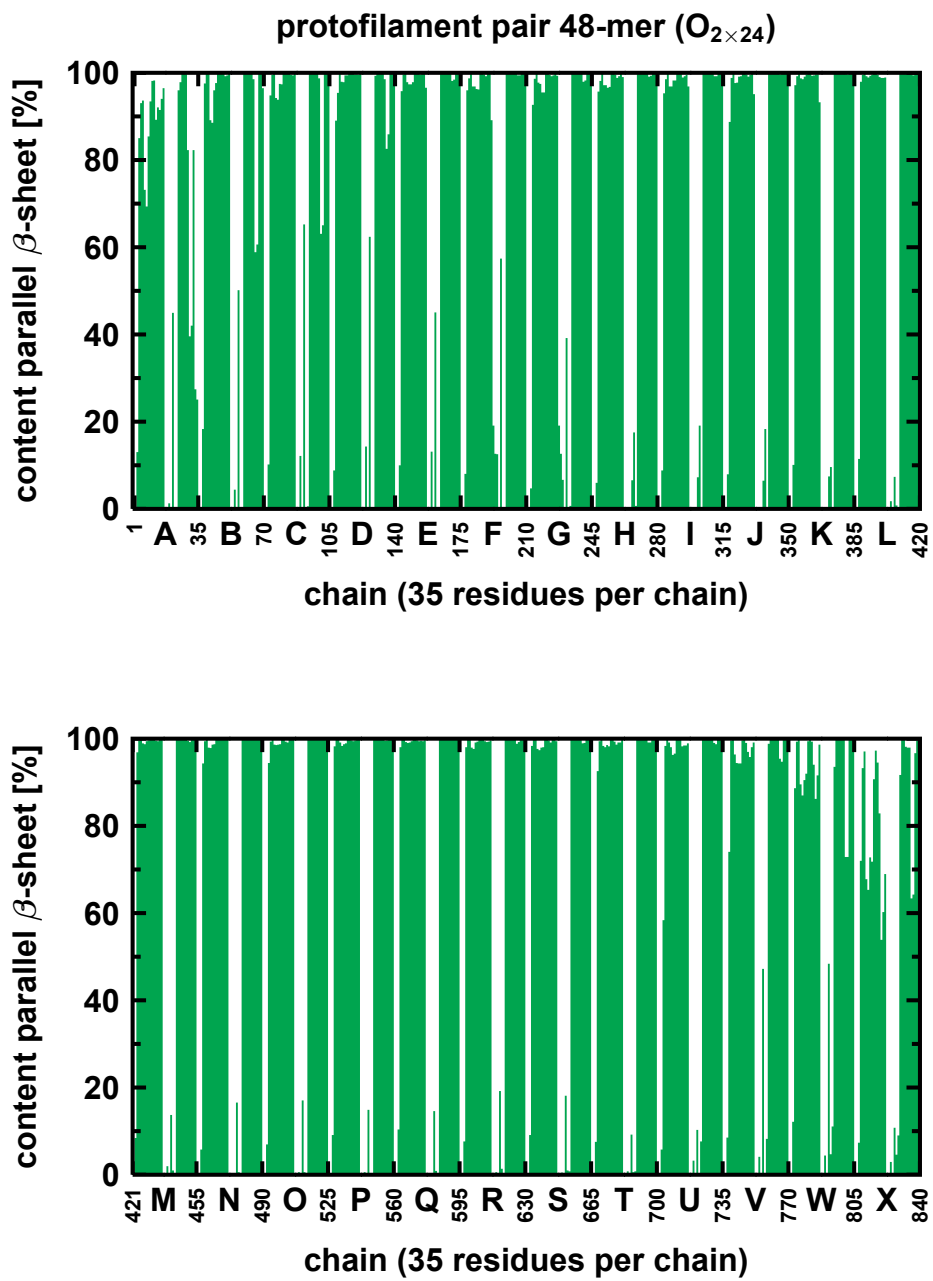 protofilament pair 48-mer (O₂ₓ₂₄)
content parallel β-sheet [%]
100
80
60
40
20
0
1 A 35 B 70 C 105 D 140 E 175 F 210 G 245 H 280 I 315 J 350 K 385 L 420
chain (35 residues per chain)
content parallel β-sheet [%]
100
80
60
40
20
0
421 M 455 N 490 O 525 P 560 Q 595 R 630 S 665 T 700 U 735 V 770 W 805 X 840
chain (35 residues per chain)